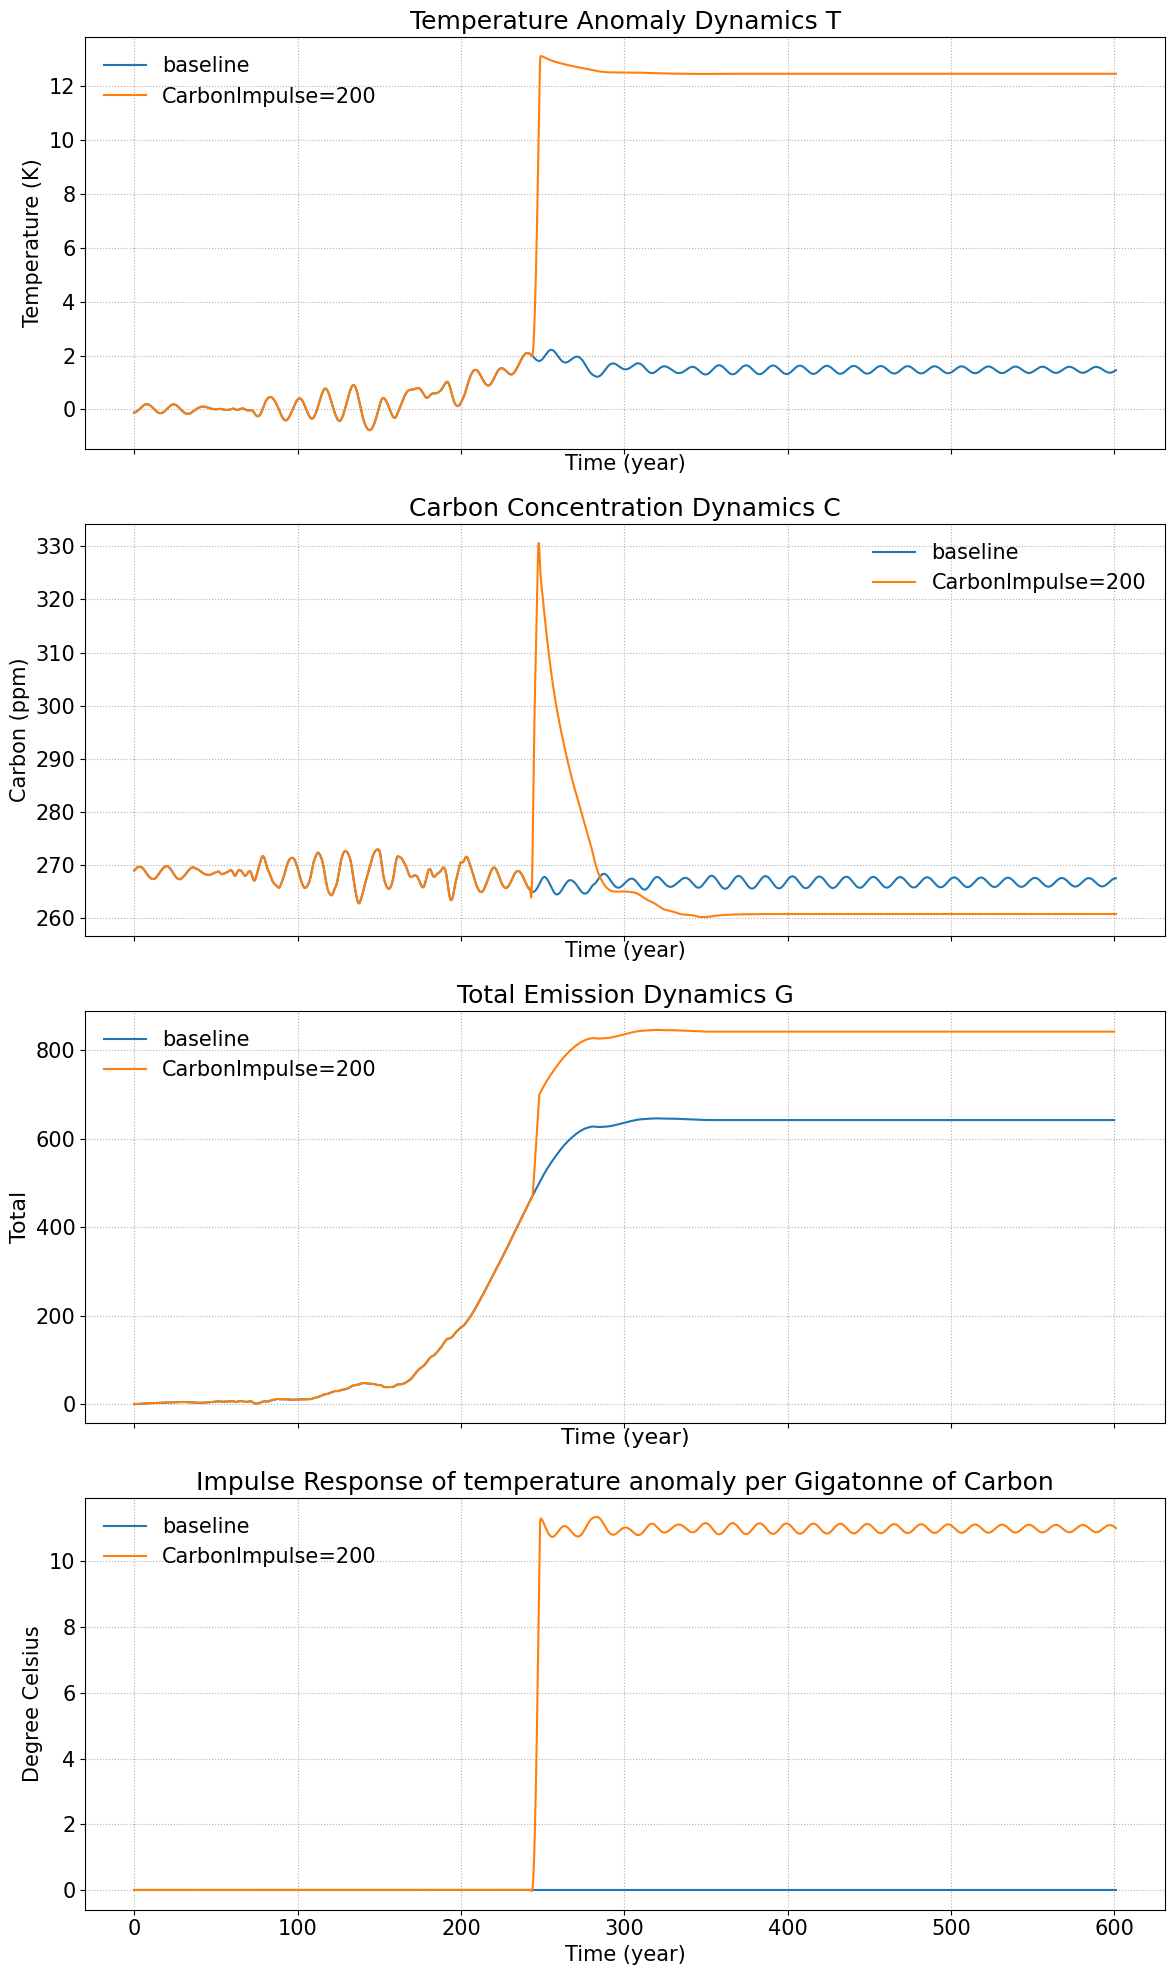 Temperature Anomaly Dynamics T
baseline
CarbonImpulse=200
12
10
8
6
4
2
0
Temperature (K)
Time (year)
Carbon Concentration Dynamics C
baseline
CarbonImpulse=200
330
320
310
300
290
280
270
260
Carbon (ppm)
Time (year)
Total Emission Dynamics G
baseline
CarbonImpulse=200
800
600
400
200
0
Total
Time (year)
Impulse Response of temperature anomaly per Gigatonne of Carbon
baseline
CarbonImpulse=200
10
8
6
4
2
0
Degree Celsius
0 100 200 300 400 500 600
Time (year)